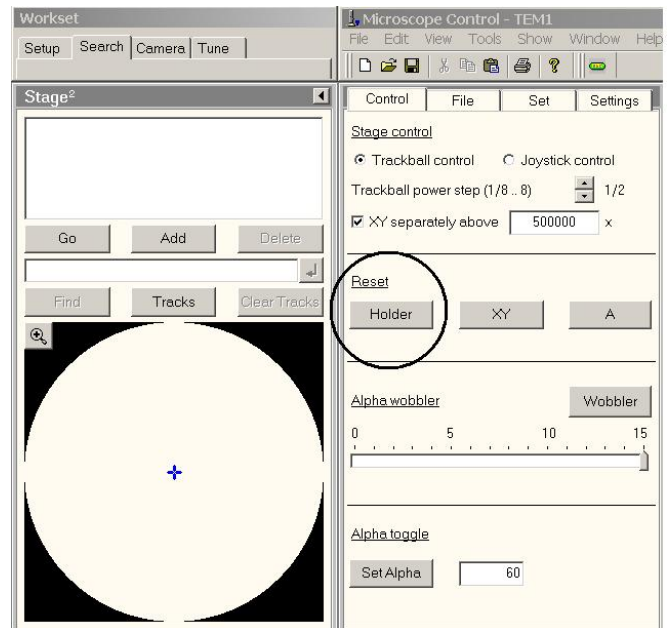 Workset
Setup Search Camera Tune
Stage²
Go Add Delete
Find Tracks Clear Tracks
Microscope Control - TEM1
File Edit View Tools Show Window Help
Control File Set Settings
Stage control
Trackball control Joystick control
Trackball power step (1/8 .. 8) 1/2
XY separately above 500000 x
Reset
Holder XY A
Alpha wobbler Wobbler
0 5 10 15
Alpha toggle
Set Alpha 60